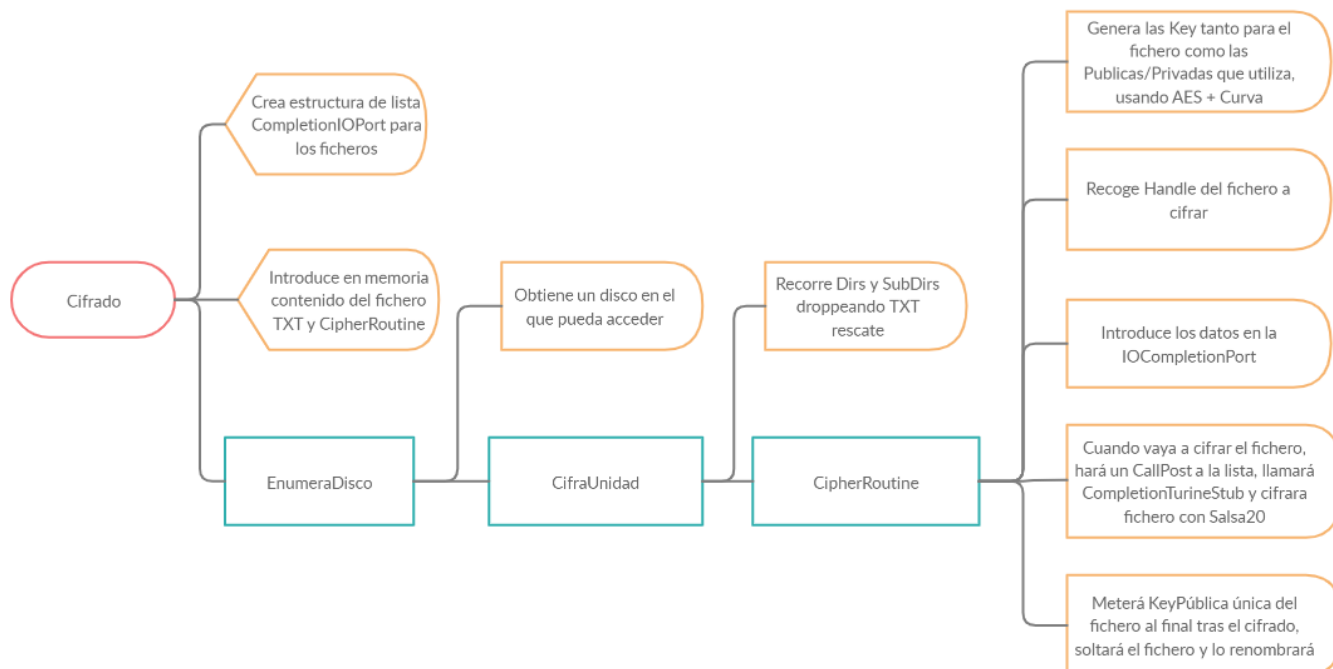 Cifrado
Crea estructura de lista
CompletionIOPort para
los ficheros
Introduce en memoria
contenido del fichero
TXT y CipherRoutine
EnumeraDisco
Obtiene un disco en el
que pueda acceder
CifraUnidad
Recorre Dirs y SubDirs
droppeando TXT
rescate
CipherRoutine
Genera las Key tanto para el
fichero como las
Publicas/Privadas que utiliza,
usando AES + Curva
Recoge Handle del fichero a
cifrar
Introduce los datos en la
IOCompletionPort
Cuando vaya a cifrar el fichero,
hará un CallPost a la lista, llamará
CompletionTurineStub y cifrara
fichero con Salsa20
Meterá KeyPública única del
fichero al final tras el cifrado,
soltará el fichero y lo renombrará